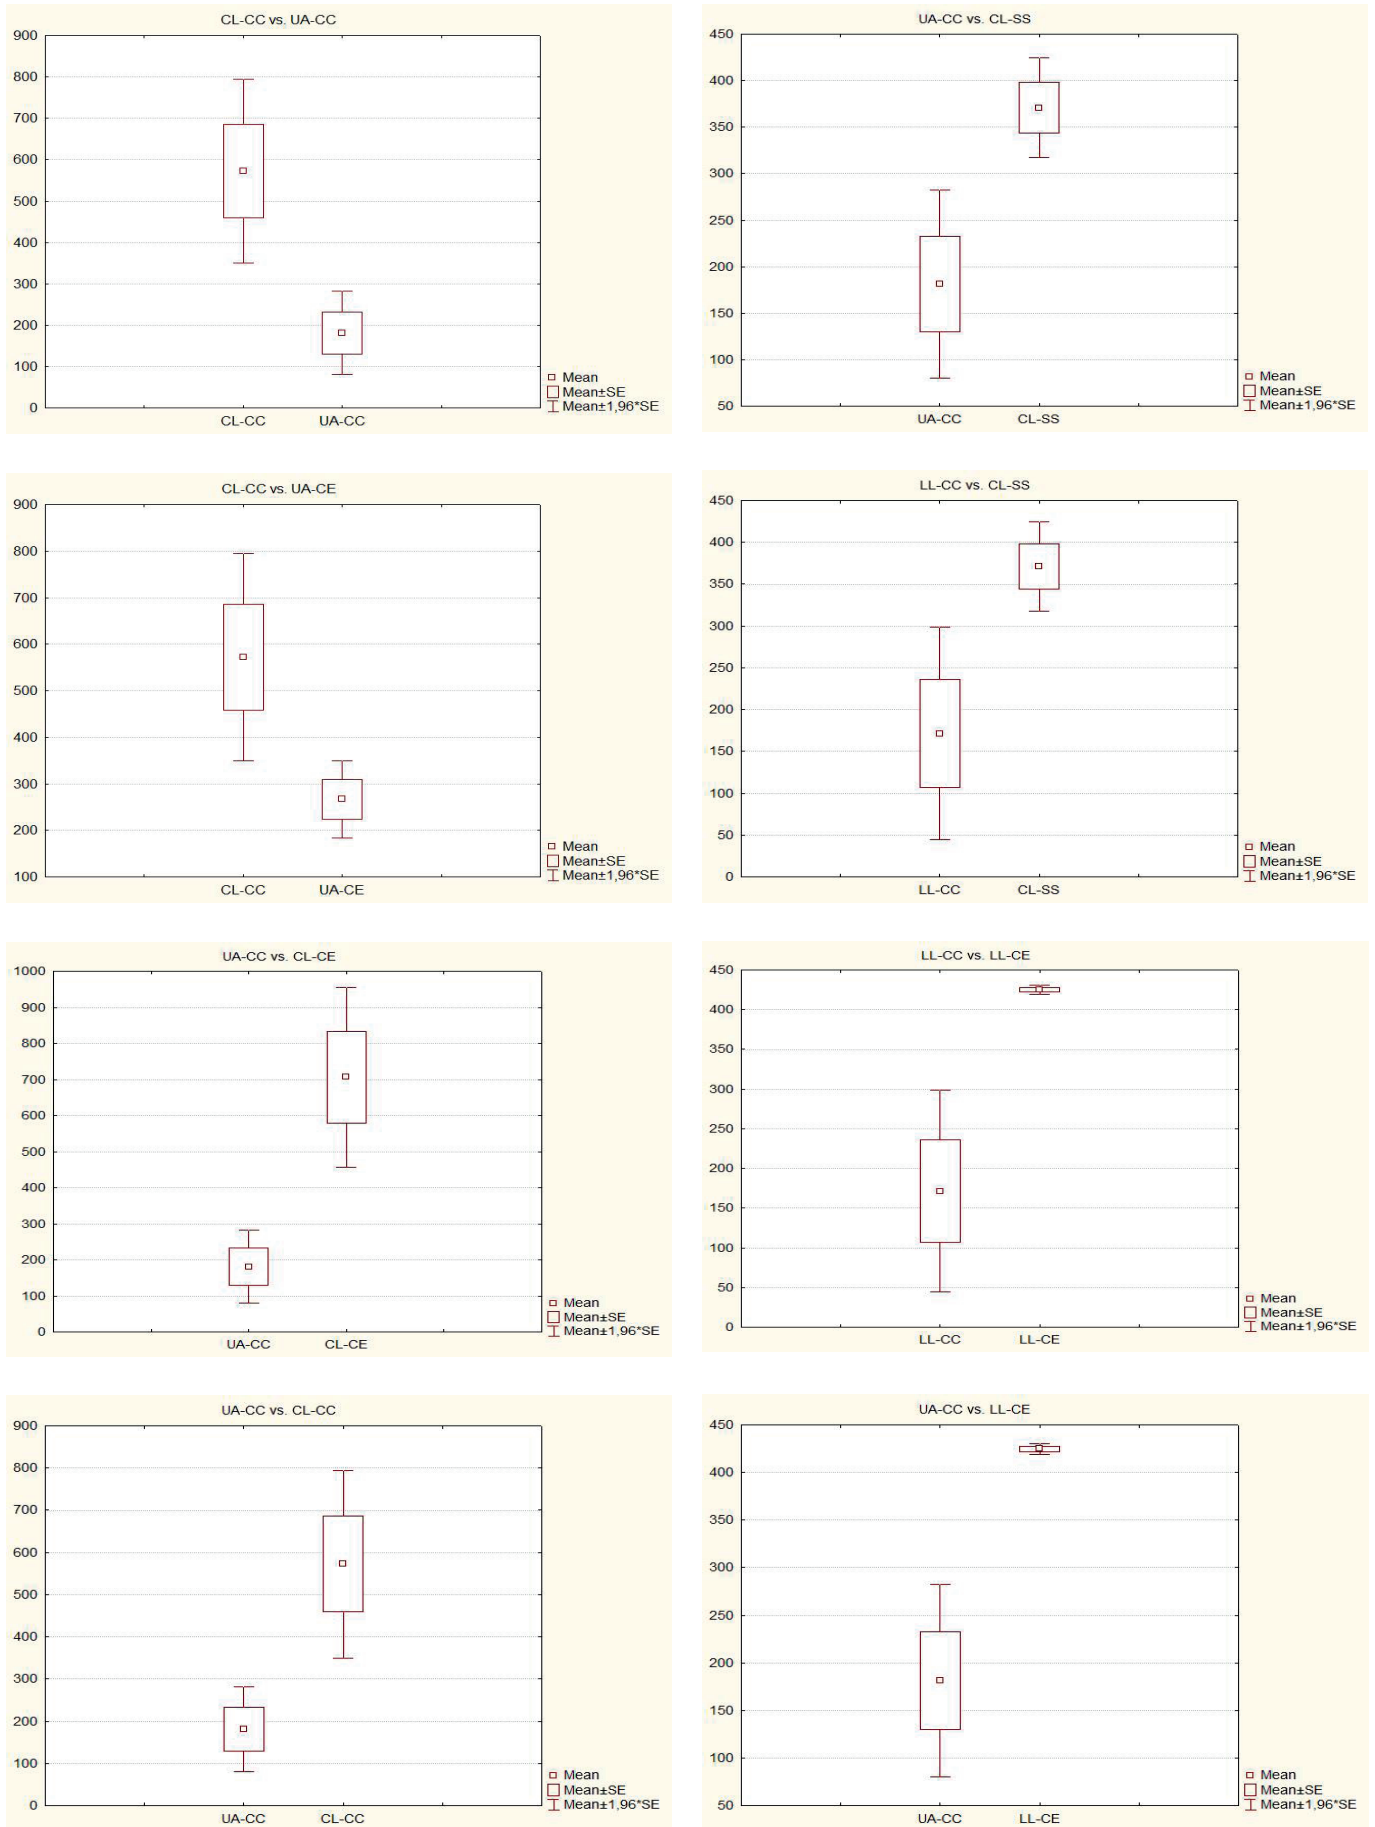 CL-CC vs. UA-CC
900
800
700
600
500
400
300
200
100
0
CL-CC UA-CC
Mean
Mean±SE
Mean±1,96*SE
UA-CC vs. CL-SS
450
400
350
300
250
200
150
100
50
UA-CC CL-SS
Mean
Mean±SE
Mean±1,96*SE
CL-CC vs. UA-CE
900
800
700
600
500
400
300
200
100
CL-CC UA-CE
Mean
Mean±SE
Mean±1,96*SE
LL-CC vs. CL-SS
450
400
350
300
250
200
150
100
50
0
LL-CC CL-SS
Mean
Mean±SE
Mean±1,96*SE
UA-CC vs. CL-CE
1000
900
800
700
600
500
400
300
200
100
0
UA-CC CL-CE
Mean
Mean±SE
Mean±1,96*SE
LL-CC vs. LL-CE
450
400
350
300
250
200
150
100
50
0
LL-CC LL-CE
Mean
Mean±SE
Mean±1,96*SE
UA-CC vs. CL-CC
900
800
700
600
500
400
300
200
100
0
UA-CC CL-CC
Mean
Mean±SE
Mean±1,96*SE
UA-CC vs. LL-CE
450
400
350
300
250
200
150
100
50
UA-CC LL-CE
Mean
Mean±SE
Mean±1,96*SE